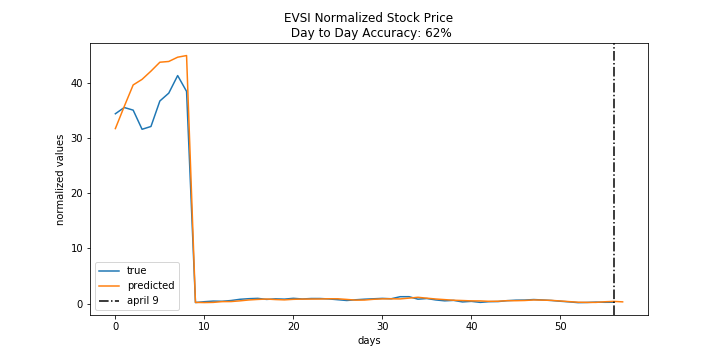 EVSI Normalized Stock Price
Day to Day Accuracy: 62%
normalized values
40
30
20
10
0
true
predicted
april 9
0
10
20
30
40
50
days